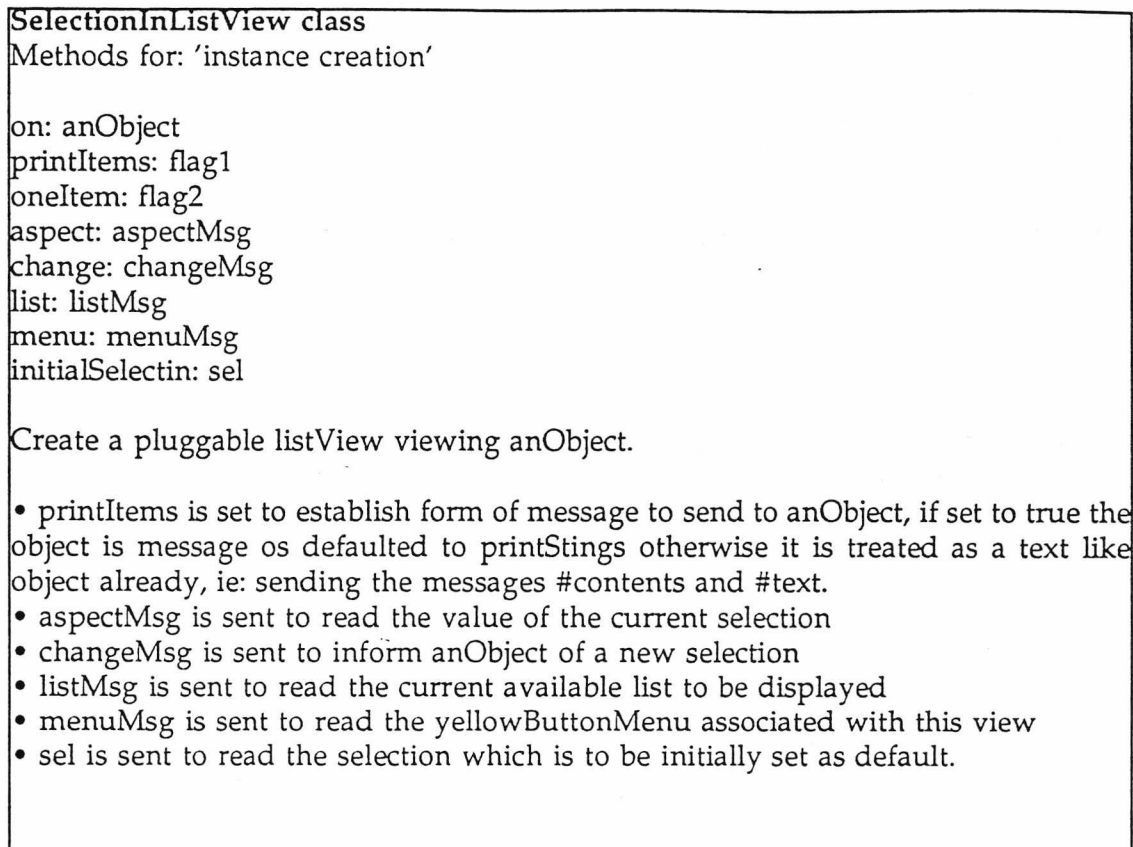 SelectionInListView class
Methods for: 'instance creation'
on: anObject
printItems: flag1
oneItem: flag2
aspect: aspectMsg
change: changeMsg
list: listMsg
menu: menuMsg
initialSelectin: sel
Create a pluggable listView viewing anObject.
• printItems is set to establish form of message to send to anObject, if set to true the
object is message os defaulted to printStings otherwise it is treated as a text like
object already, ie: sending the messages #contents and #text.
• aspectMsg is sent to read the value of the current selection
• changeMsg is sent to inform anObject of a new selection
• listMsg is sent to read the current available list to be displayed
• menuMsg is sent to read the yellowButtonMenu associated with this view
• sel is sent to read the selection which is to be initially set as default.